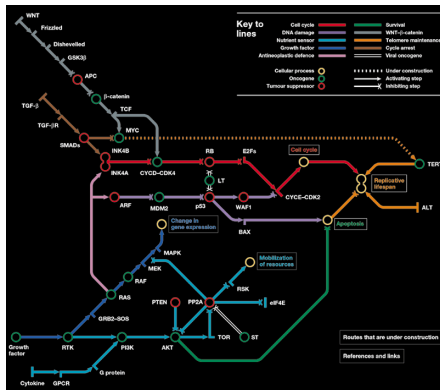 Key to
lines
Cell cycle
DNA damage
Nutrient sensor
Growth factor
Antineoplastic defence
Survival
WNT–β-catenin
Telomere maintenance
Cycle arrest
Viral oncogene
Cellular process
Oncogene
Tumour suppressor
Under construction
Activating step
Inhibiting step
WNT
Frizzled
Dishevelled
GSK3β
APC
β-catenin
TCF
TGF-β
TGF-βR
SMADs
MYC
INK4B
INK4A
CYCD–CDK4
RB
E2Fs
Cell cycle
LT
TERT
Replicative
lifespan
ALT
ARF
MDM2
p53
WAF1
CYCE–CDK2
BAX
Apoptosis
Change in
gene expression
MAPK
MEK
RAF
RAS
GRB2–SOS
Mobilization
of resources
RSK
PTEN
PP2A
eIF4E
Growth
factor
RTK
PI3K
AKT
TOR
ST
G protein
Cytokine
GPCR
Routes that are under construction
References and links